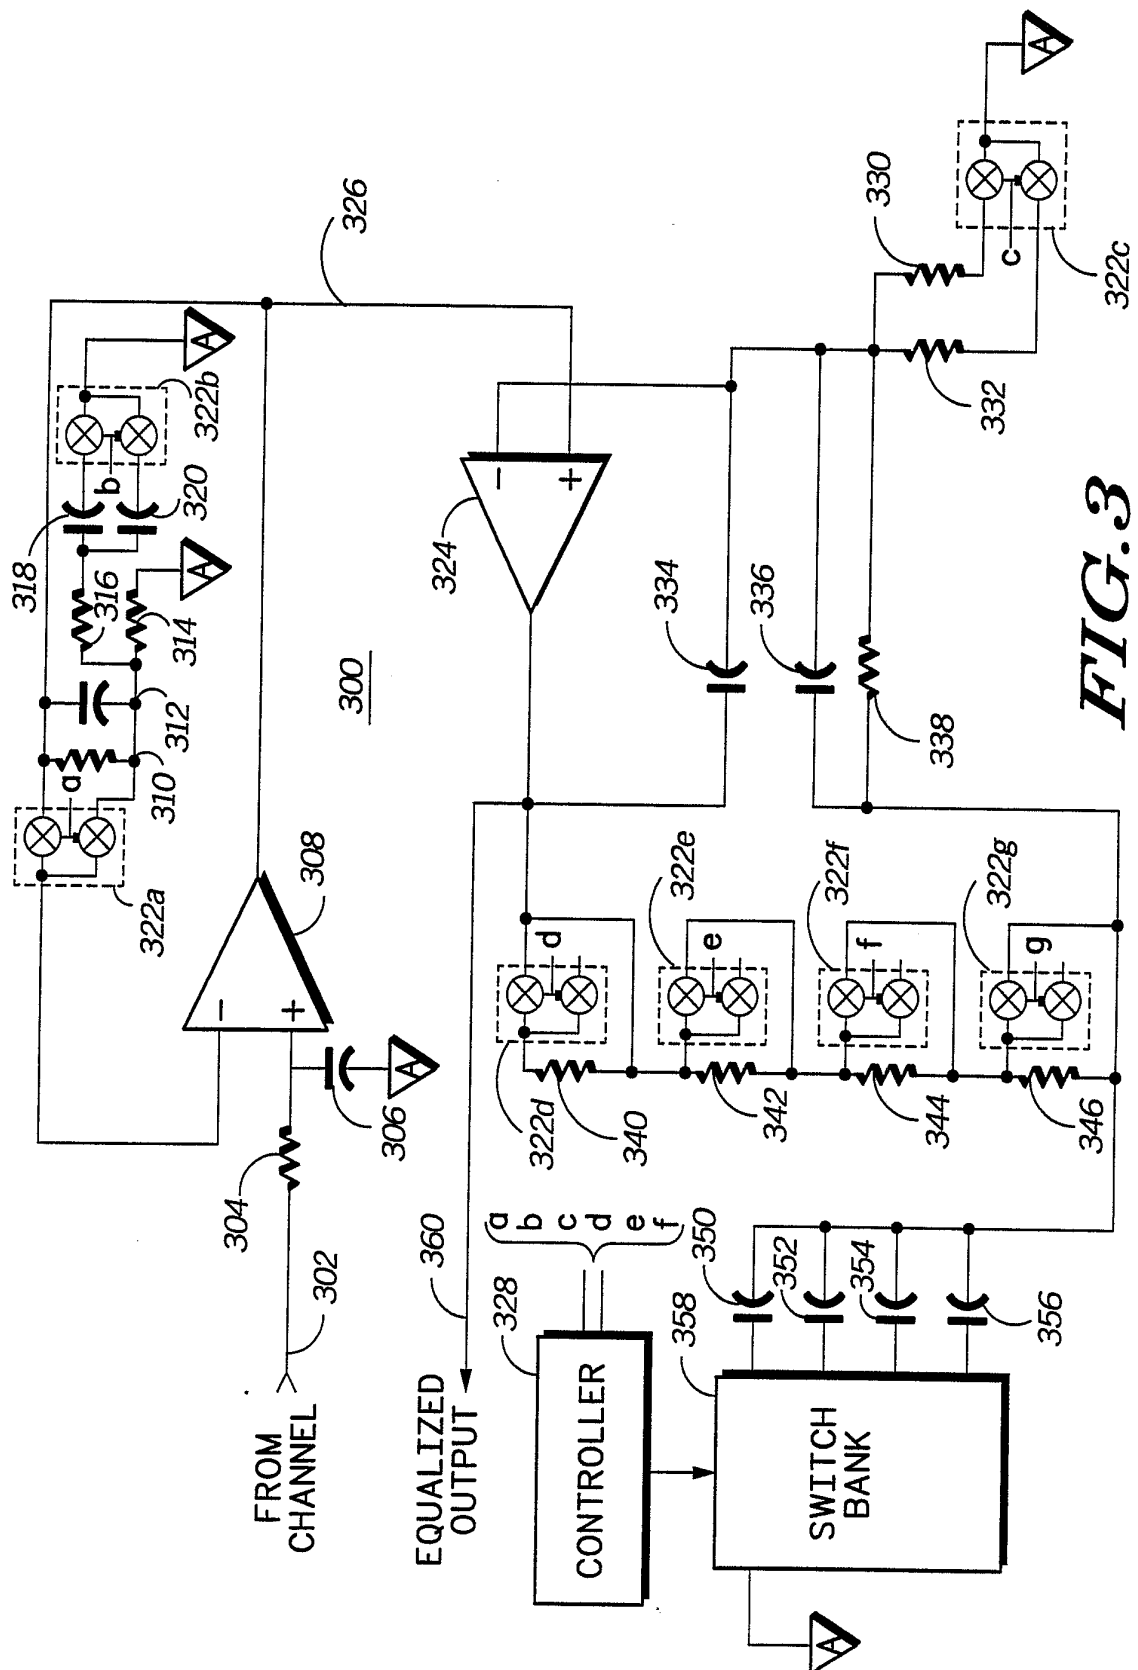 322a
a
310
312
318
316
314
b
320
322b
A
A
308
−
+
304
306
A
302
FROM
CHANNEL
326
300
324
−
+
360
EQUALIZED
OUTPUT
328
CONTROLLER
a
b
c
d
e
f
322d
d
340
322e
e
342
322f
f
344
322g
g
346
334
336
338
330
332
c
322c
A
350
352
354
356
358
SWITCH
BANK
A
FIG.3